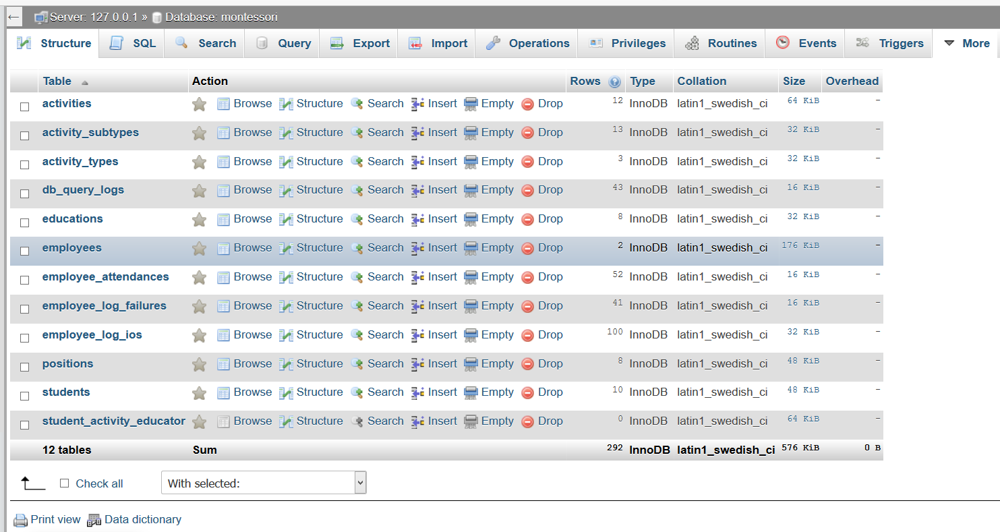 ← Server: 127.0.0.1 » Database: montessori
Structure SQL Search Query Export Import Operations Privileges Routines Events Triggers More
Table Action Rows Type Collation Size Overhead
activities Browse Structure Search Insert Empty Drop 12 InnoDB latin1_swedish_ci 64 KiB -
activity_subtypes Browse Structure Search Insert Empty Drop 13 InnoDB latin1_swedish_ci 32 KiB -
activity_types Browse Structure Search Insert Empty Drop 3 InnoDB latin1_swedish_ci 32 KiB -
db_query_logs Browse Structure Search Insert Empty Drop 43 InnoDB latin1_swedish_ci 16 KiB -
educations Browse Structure Search Insert Empty Drop 8 InnoDB latin1_swedish_ci 32 KiB -
employees Browse Structure Search Insert Empty Drop 2 InnoDB latin1_swedish_ci 176 KiB -
employee_attendances Browse Structure Search Insert Empty Drop 52 InnoDB latin1_swedish_ci 16 KiB -
employee_log_failures Browse Structure Search Insert Empty Drop 41 InnoDB latin1_swedish_ci 16 KiB -
employee_log_ios Browse Structure Search Insert Empty Drop 100 InnoDB latin1_swedish_ci 32 KiB -
positions Browse Structure Search Insert Empty Drop 8 InnoDB latin1_swedish_ci 48 KiB -
students Browse Structure Search Insert Empty Drop 10 InnoDB latin1_swedish_ci 48 KiB -
student_activity_educator Browse Structure Search Insert Empty Drop 0 InnoDB latin1_swedish_ci 64 KiB -
12 tables Sum 292 InnoDB latin1_swedish_ci 576 KiB 0 B
Check all With selected:
Print view Data dictionary